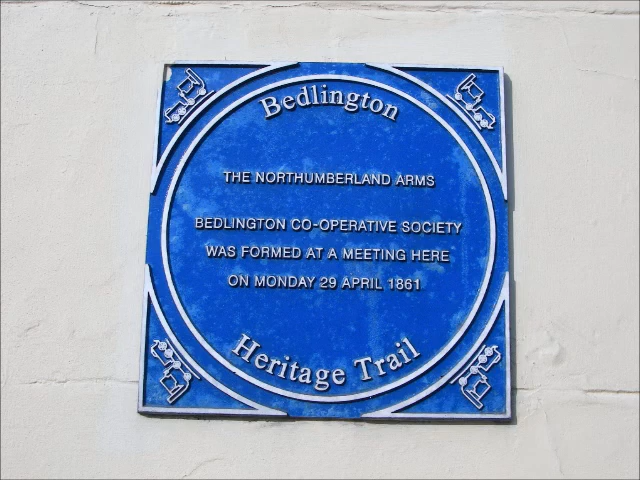 Bedlington
THE NORTHUMBERLAND ARMS
BEDLINGTON CO-OPERATIVE SOCIETY
WAS FORMED AT A MEETING HERE
ON MONDAY 29 APRIL 1861
Heritage Trail